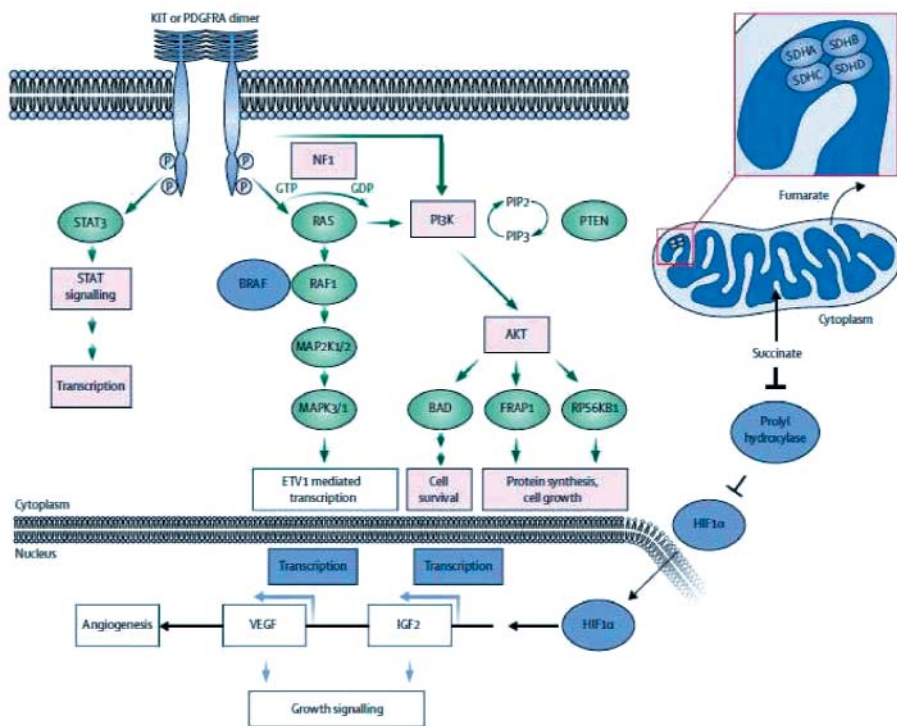 KIT or PDGFRA dimer
P
P
P
P
NF1
GTP
GDP
STAT3
RAS
PI3K
PIP2
PIP3
PTEN
STAT
signalling
BRAF
RAF1
Transcription
MAP2K1/2
AKT
MAPK3/1
BAD
FRAP1
RPS6KB1
ETV1 mediated
transcription
Cell
survival
Protein synthesis,
cell growth
SDHA
SDHB
SDHC
SDHD
Fumarate
Cytoplasm
Succinate
Prolyl
hydroxylase
HIF1α
Cytoplasm
Nucleus
Transcription
Transcription
Angiogenesis
VEGF
IGF2
HIF1α
Growth signalling